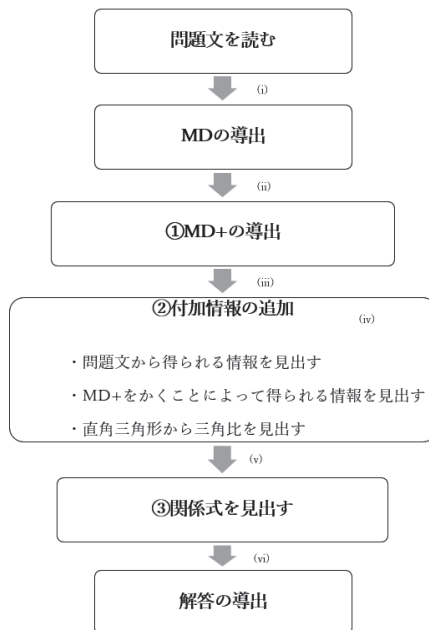 問題文を読む
(i)
MDの導出
(ii)
①MD+の導出
(iii)
②付加情報の追加
(iv)
・問題文から得られる情報を見出す
・MD+をかくことによって得られる情報を見出す
・直角三角形から三角比を見出す
(v)
③関係式を見出す
(vi)
解答の導出